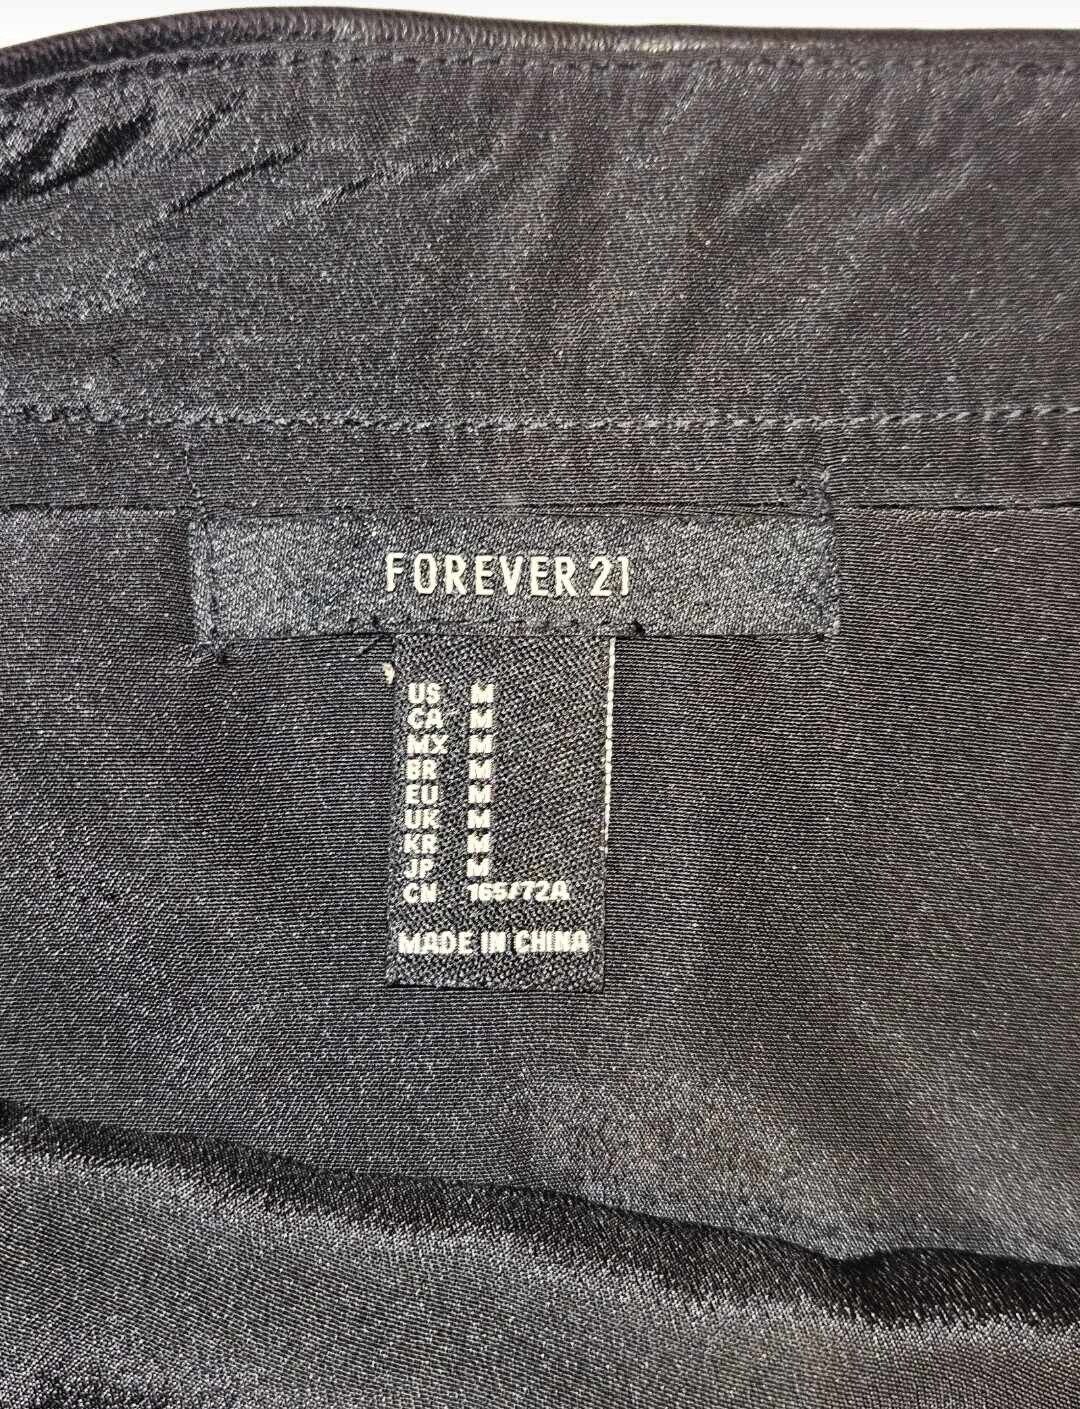 FOREVER 21
US M
CA M
MX M
BR M
EU M
UK M
KR M
JP M
CN 165/72A
MADE IN CHINA